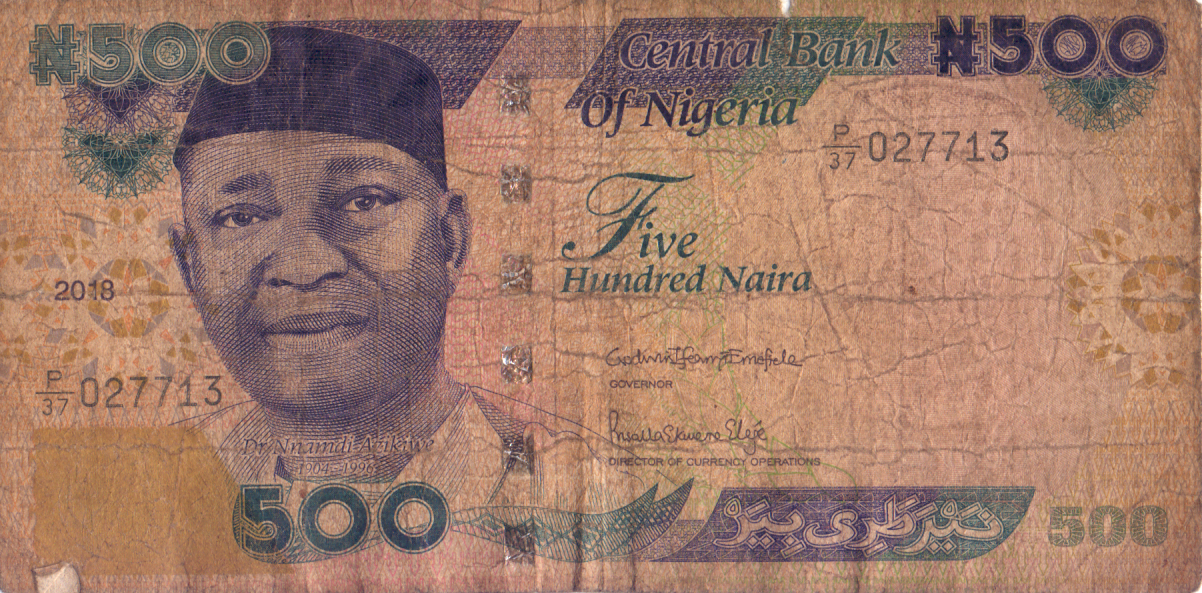 ₦500
Central Bank
Of Nigeria
₦500
P/37 027713
Five
Hundred Naira
2018
Godwin Ifeanyi Emefiele
GOVERNOR
P/37 027713
Priscilla Ekwere Eleje
DIRECTOR OF CURRENCY OPERATIONS
Dr Nnamdi Azikiwe
1904-1996
500
نَيْرَ طَرِى بِيَرْ
500